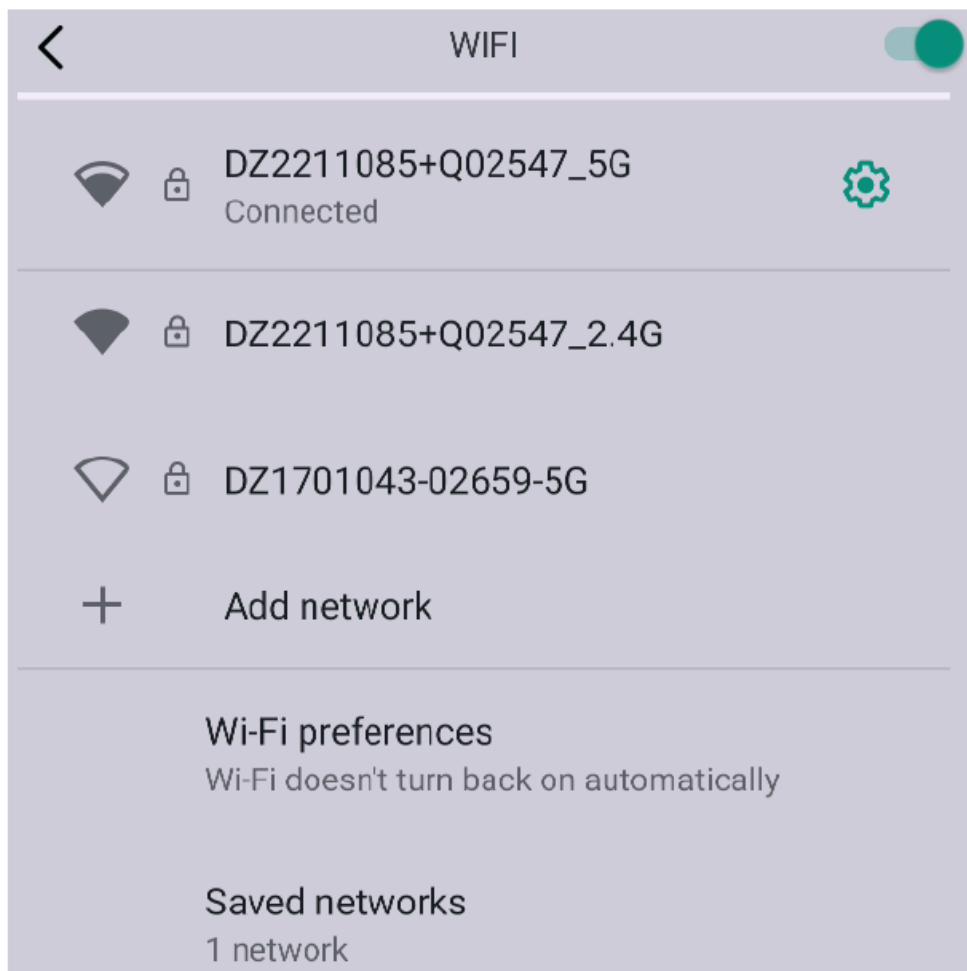 WIFI
DZ2211085+Q02547_5G
Connected
DZ2211085+Q02547_2.4G
DZ1701043-02659-5G
Add network
Wi-Fi preferences
Wi-Fi doesn't turn back on automatically
Saved networks
1 network